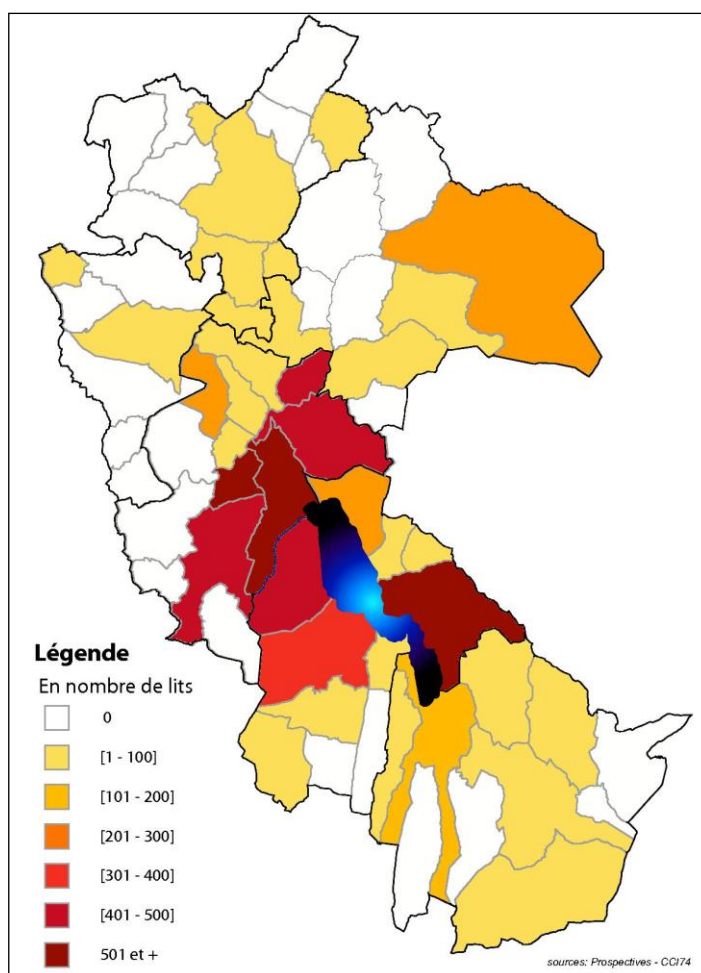 Légende
En nombre de lits
0
[1 - 100]
[101 - 200]
[201 - 300]
[301 - 400]
[401 - 500]
501 et +
sources: Prospectives - CCI74